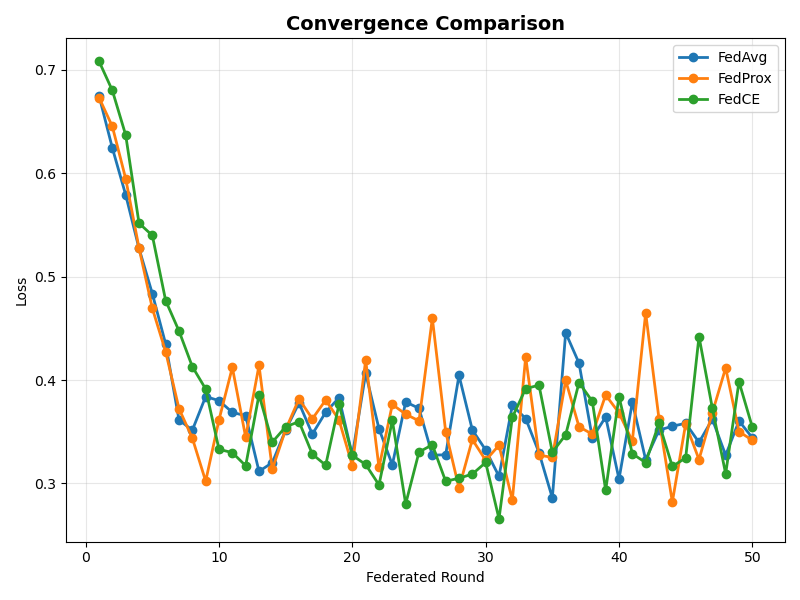 Convergence Comparison
FedAvg
FedProx
FedCE
0.7
0.6
0.5
0.4
0.3
Loss
0 10 20 30 40 50
Federated Round